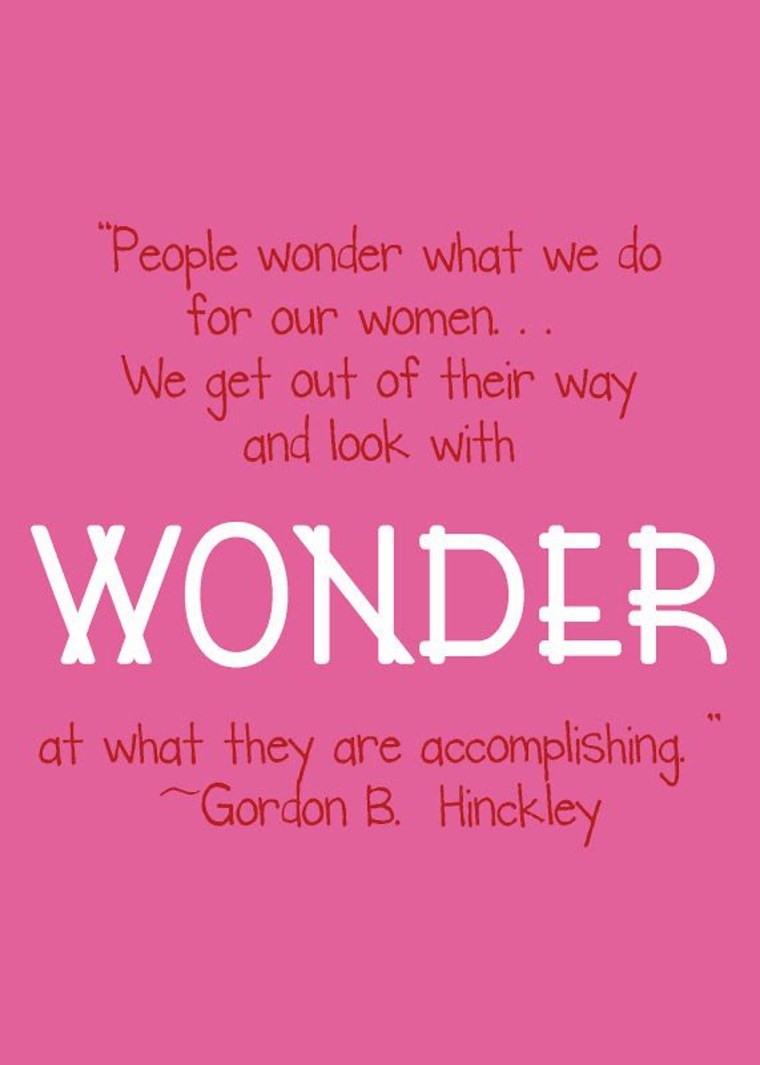 "People wonder what we do
for our women. . .
We get out of their way
and look with
WONDER
at what they are accomplishing. "
~Gordon B. Hinckley